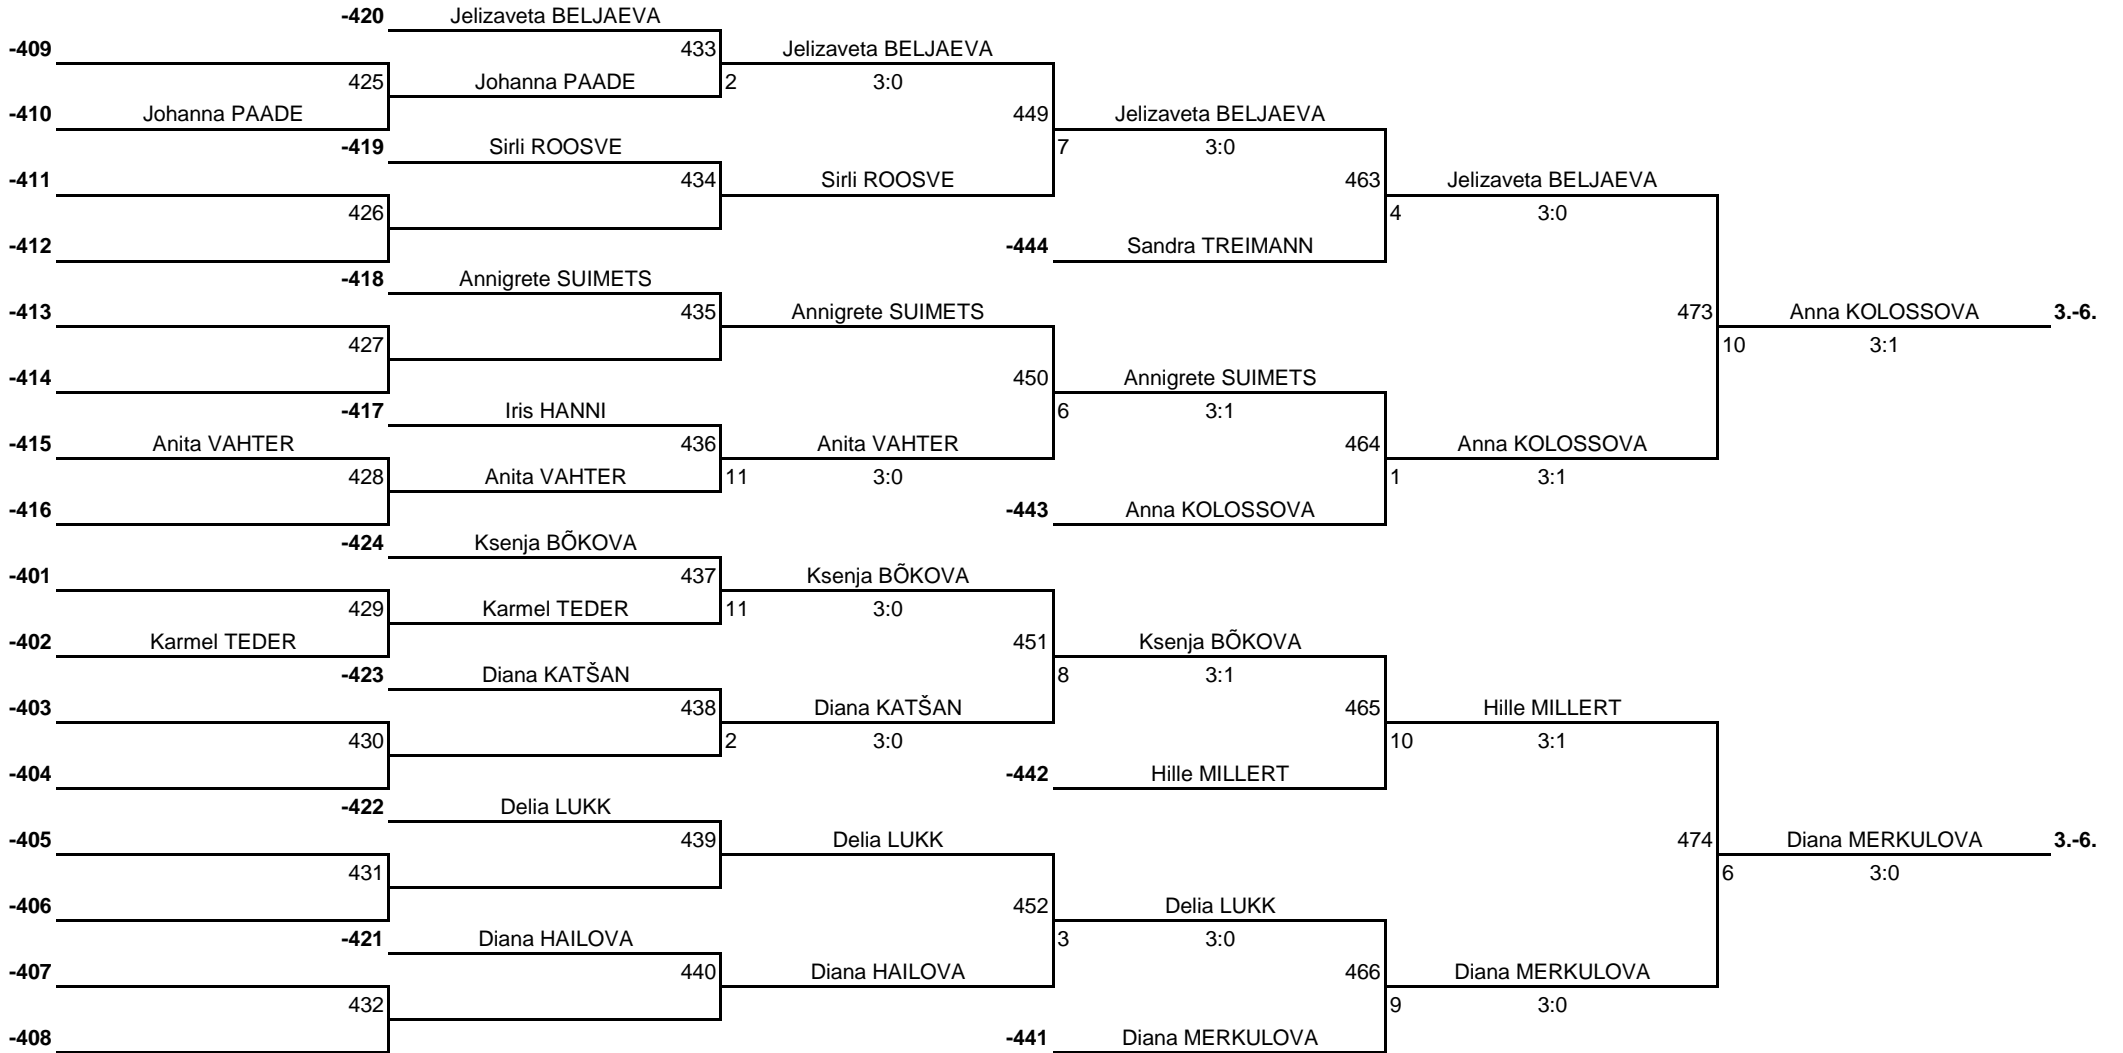 -420 Jelizaveta BELJAEVA
-409 433 Jelizaveta BELJAEVA
425 Johanna PAADE 2 3:0
-410 Johanna PAADE 449 Jelizaveta BELJAEVA
-419 Sirli ROOSVE 7 3:0
-411 434 Sirli ROOSVE 463 Jelizaveta BELJAEVA
426 4 3:0
-412 -444 Sandra TREIMANN
-418 Annigrete SUIMETS
-413 435 Annigrete SUIMETS 473 Anna KOLOSSOVA 3.-6.
427 10 3:1
-414 450 Annigrete SUIMETS
-417 Iris HANNI 6 3:1
-415 Anita VAHTER 436 Anita VAHTER 464 Anna KOLOSSOVA
428 Anita VAHTER 11 3:0 1 3:1
-416 -443 Anna KOLOSSOVA
-424 Ksenja BÕKOVA
-401 437 Ksenja BÕKOVA
429 Karmel TEDER 11 3:0
-402 Karmel TEDER 451 Ksenja BÕKOVA
-423 Diana KATŠAN 8 3:1
-403 438 Diana KATŠAN 465 Hille MILLERT
430 2 3:0 10 3:1
-404 -442 Hille MILLERT
-422 Delia LUKK
-405 439 Delia LUKK 474 Diana MERKULOVA 3.-6.
431 6 3:0
-406 452 Delia LUKK
-421 Diana HAILOVA 3 3:0
-407 440 Diana HAILOVA 466 Diana MERKULOVA
432 9 3:0
-408 -441 Diana MERKULOVA